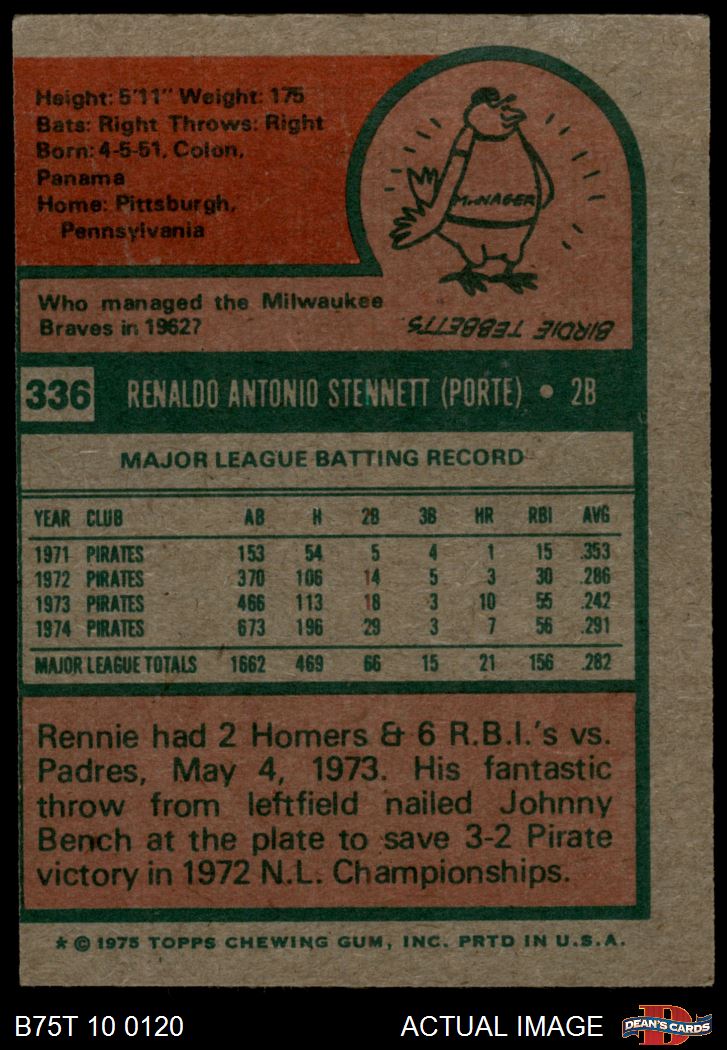 Height: 5'11" Weight: 175
Bats: Right Throws: Right
Born: 4-5-51, Colon,
Panama
Home: Pittsburgh,
Pennsylvania
MANAGER
Who managed the Milwaukee
Braves in 1962?
BIRDIE TEBBETTS
336 RENALDO ANTONIO STENNETT (PORTE) • 2B
MAJOR LEAGUE BATTING RECORD
YEAR CLUB AB H 2B 3B HR RBI AVG
1971 PIRATES 153 54 5 4 1 15 .353
1972 PIRATES 370 106 14 5 3 30 .286
1973 PIRATES 466 113 18 3 10 55 .242
1974 PIRATES 673 196 29 3 7 56 .291
MAJOR LEAGUE TOTALS 1662 469 66 15 21 156 .282
Rennie had 2 Homers & 6 R.B.I.'s vs.
Padres, May 4, 1973. His fantastic
throw from leftfield nailed Johnny
Bench at the plate to save 3-2 Pirate
victory in 1972 N.L. Championships.
* © 1975 TOPPS CHEWING GUM, INC. PRTD IN U.S.A.
B75T 10 0120 ACTUAL IMAGE
D
DEAN'S CARDS